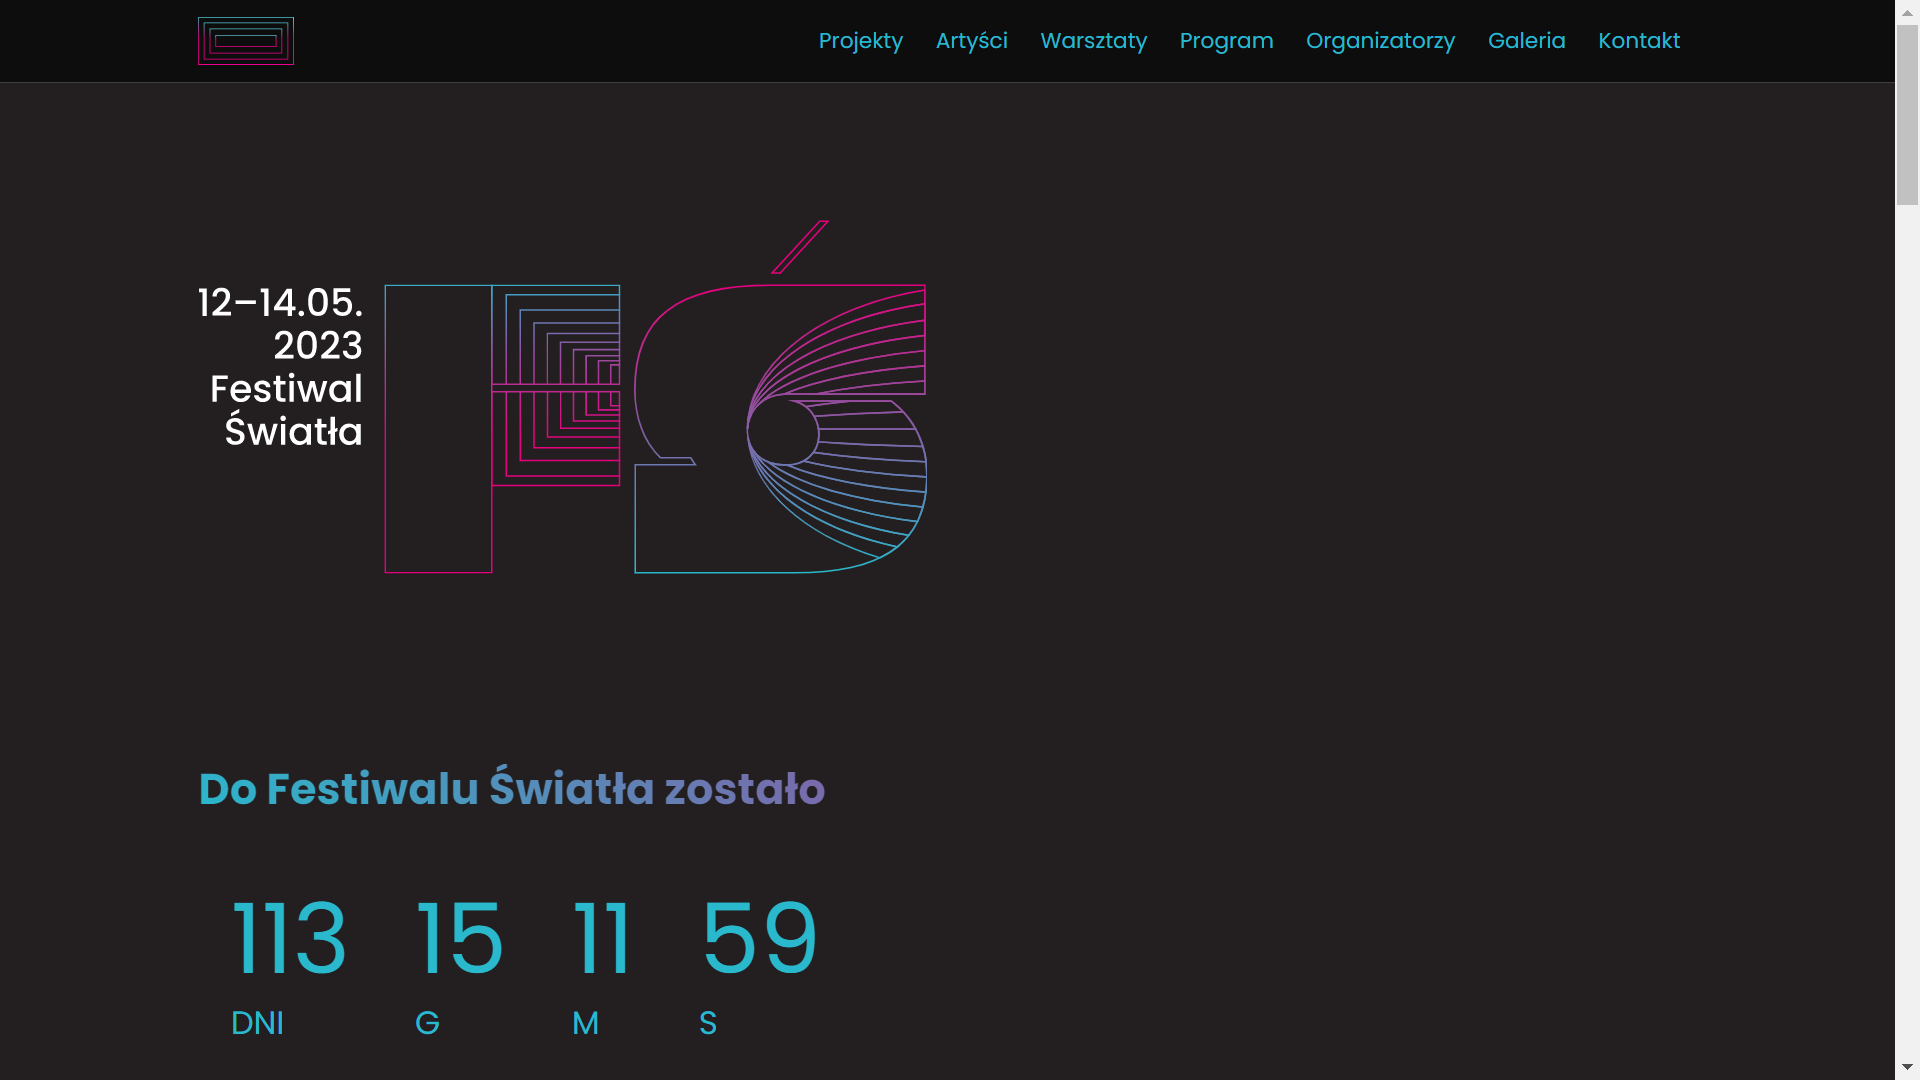 Projekty Artyści Warsztaty Program Organizatorzy Galeria Kontakt
12–14.05.
2023
Festiwal
Światła
FŚ
Do Festiwalu Światła zostało
113 15 11 59
DNI G M S